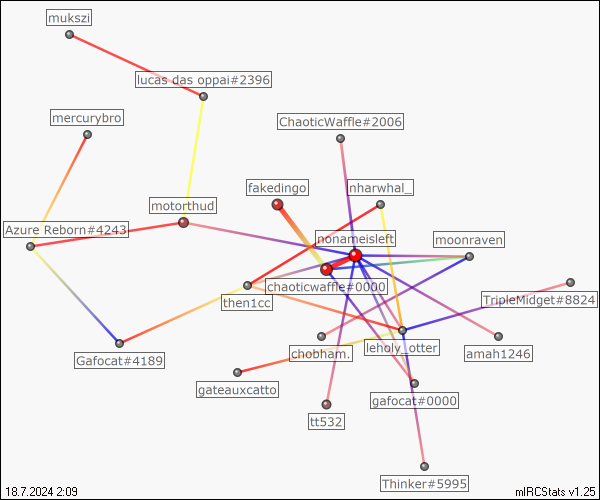 mukszi
lucas das oppai#2396
mercurybro
ChaoticWaffle#2006
fakedingo
nharwhal_
motorthud
Azure Reborn#4243
nonameisleft
moonraven
chaoticwaffle#0000
then1cc
TripleMidget#8824
Gafocat#4189
chobham.
leholy_otter
amah1246
gateauxcatto
gafocat#0000
tt532
Thinker#5995
18.7.2024 2:09
mIRCStats v1.25